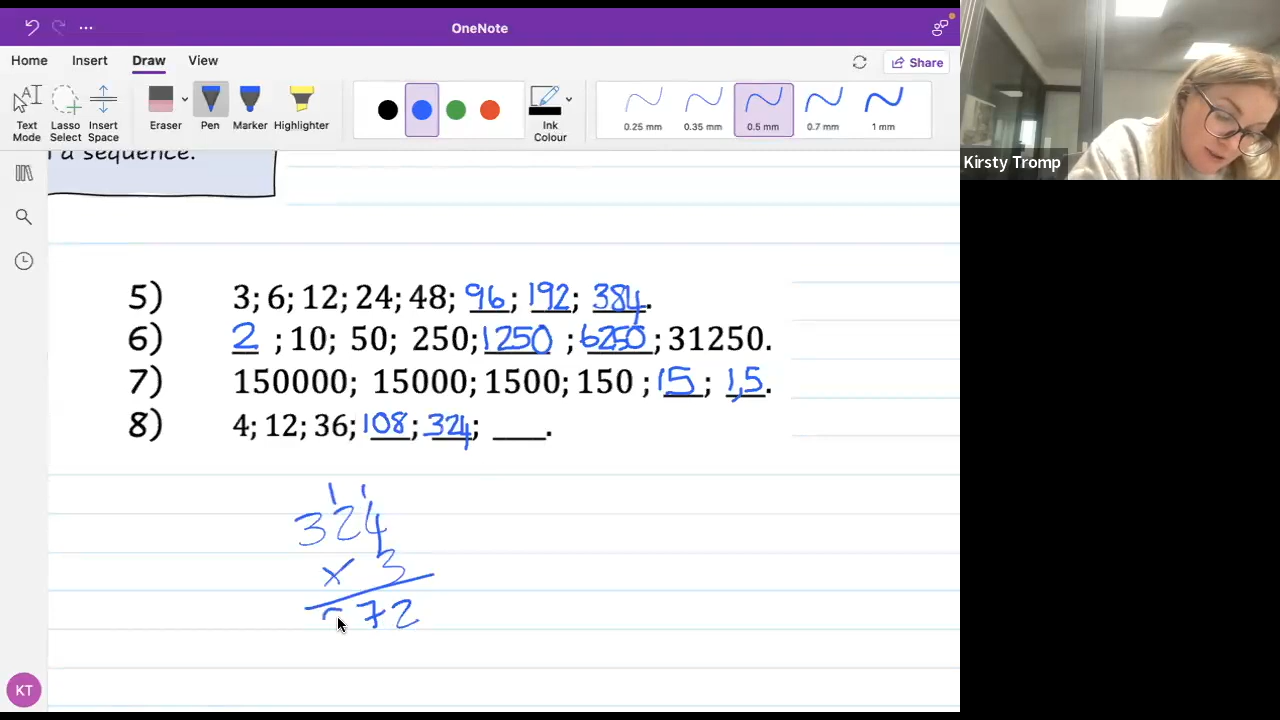 OneNote
Home Insert Draw View
Share
Text Mode Lasso Select Insert Space Eraser Pen Marker Highlighter Ink Colour 0.25 mm 0.35 mm 0.5 mm 0.7 mm 1 mm
Kirsty Tromp
a sequence.
5) 3; 6; 12; 24; 48; 96; 192; 384.
6) 2 ; 10; 50; 250; 1250 ; 6250; 31250.
7) 150000; 15000; 1500; 150 ; 15; 1,5.
8) 4; 12; 36; 108; 324; ____.
1 1
324
x 3
72
KT